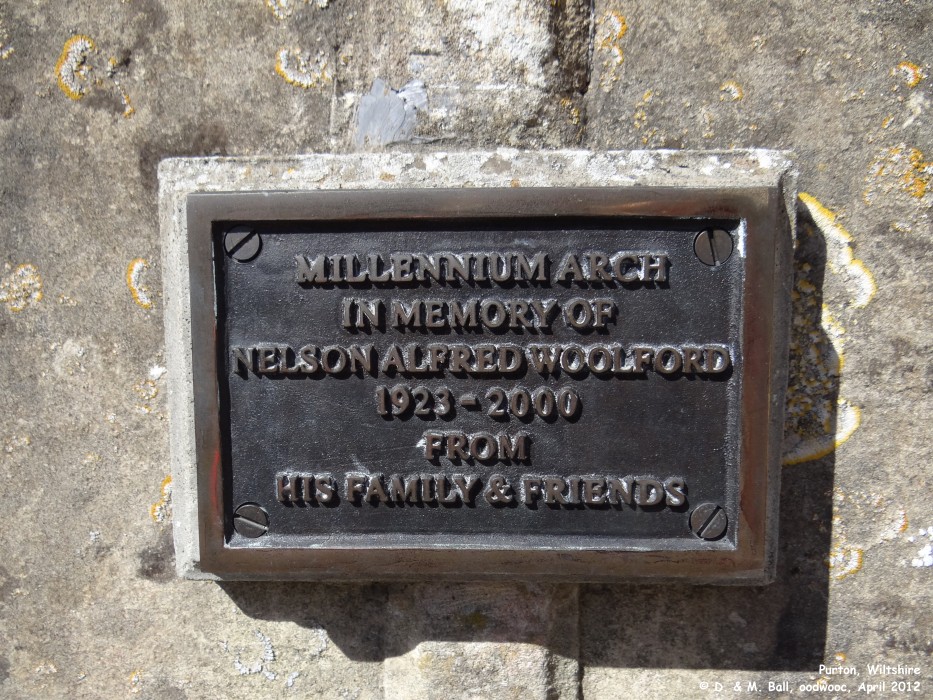 MILLENNIUM ARCH
IN MEMORY OF
NELSON ALFRED WOOLFORD
1923 - 2000
FROM
HIS FAMILY & FRIENDS
Purton, Wiltshire
© D. & M. Ball, oodwooc, April 2012